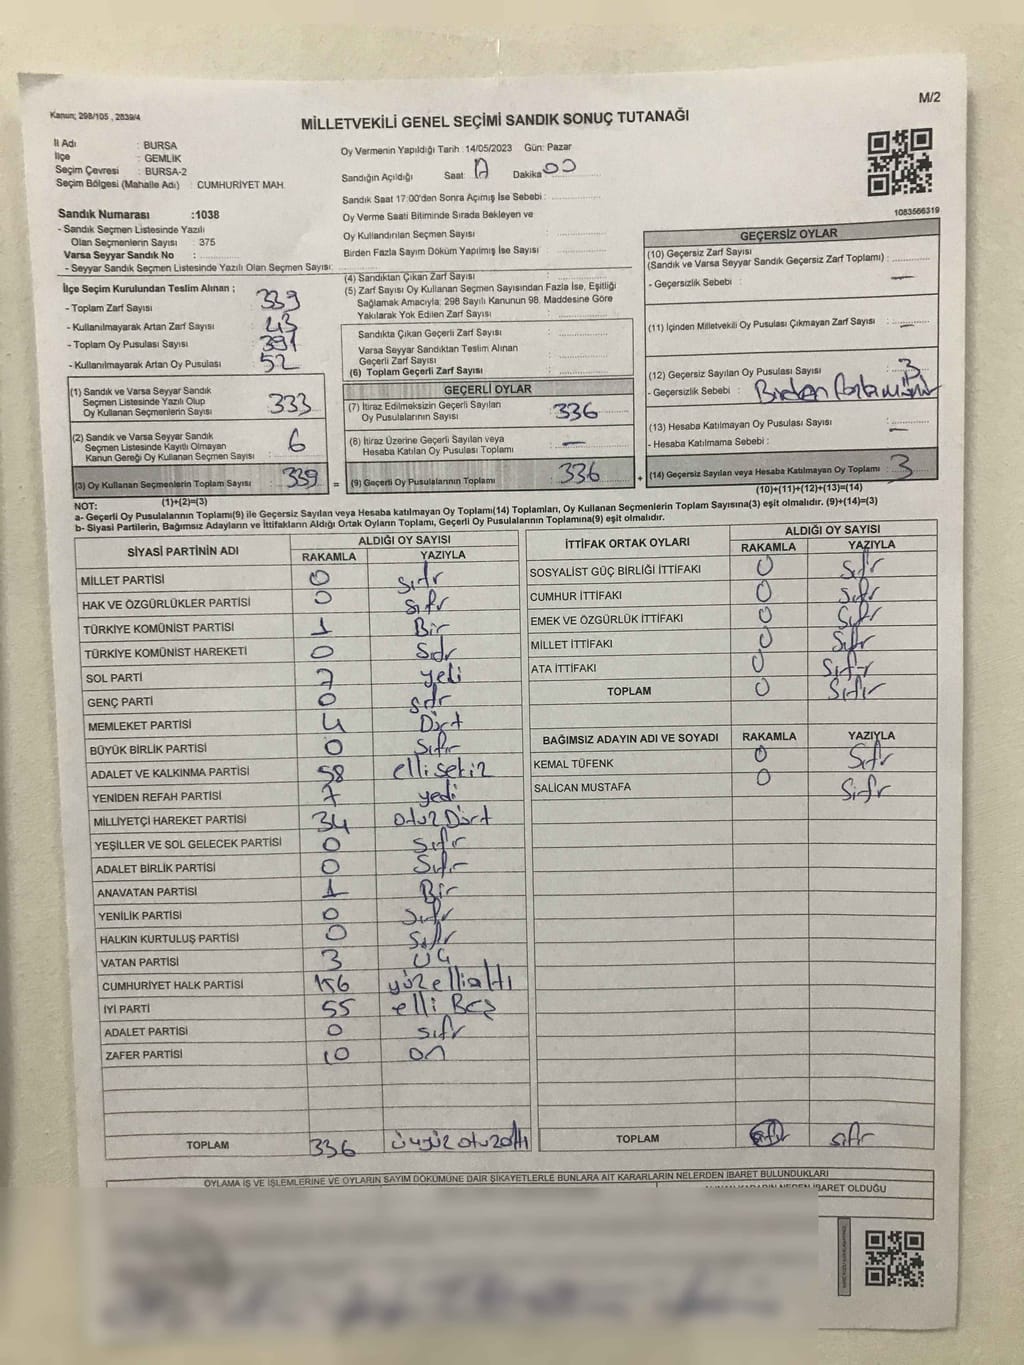 M/2
Kanun; 298/105 , 2839/4
MİLLETVEKİLİ GENEL SEÇİMİ SANDIK SONUÇ TUTANAĞI
İl Adı : BURSA
İlçe : GEMLİK
Seçim Çevresi : BURSA-2
Seçim Bölgesi (Mahalle Adı) : CUMHURİYET MAH.
Sandık Numarası :1038
- Sandık Seçmen Listesinde Yazılı
Olan Seçmenlerin Sayısı : 375
Varsa Seyyar Sandık No :
- Seyyar Sandık Seçmen Listesinde Yazılı Olan Seçmen Sayısı:
Oy Vermenin Yapıldığı Tarih : 14/05/2023 Gün: Pazar
Sandığın Açıldığı Saat Dakika 00
Sandık Saat 17:00'den Sonra Açımış İse Sebebi :
Oy Verme Saati Bitiminde Sırada Bekleyen ve
Oy Kullandırılan Seçmen Sayısı :
Birden Fazla Sayım Döküm Yapılmış İse Sayısı :
1083566319
İlçe Seçim Kurulundan Teslim Alınan ;
- Toplam Zarf Sayısı : 339
- Kullanılmayarak Artan Zarf Sayısı : 43
- Toplam Oy Pusulası Sayısı : 391
- Kullanılmayarak Artan Oy Pusulası : 52
(4) Sandıktan Çıkan Zarf Sayısı :
(5) Zarf Sayısı Oy Kullanan Seçmen Sayısından Fazla İse, Eşitliği
Sağlamak Amacıyla; 298 Sayılı Kanunun 98. Maddesine Göre
Yakılarak Yok Edilen Zarf Sayısı :
Sandıkta Çıkan Geçerli Zarf Sayısı :
Varsa Seyyar Sandıktan Teslim Alınan
Geçerli Zarf Sayısı :
(6) Toplam Geçerli Zarf Sayısı :
GEÇERSİZ OYLAR
(10) Geçersiz Zarf Sayısı
(Sandık ve Varsa Seyyar Sandık Geçersiz Zarf Toplamı) :
- Geçersizlik Sebebi : —
(11) İçinden Milletvekili Oy Pusulası Çıkmayan Zarf Sayısı : —
(12) Geçersiz Sayılan Oy Pusulası Sayısı : 3
- Geçersizlik Sebebi : Birden fazla mühür
(13) Hesaba Katılmayan Oy Pusulası Sayısı : —
- Hesaba Katılmama Sebebi :
(14) Geçersiz Sayılan veya Hesaba Katılmayan Oy Toplamı : 3
(10)+(11)+(12)+(13)=(14)
(1) Sandık ve Varsa Seyyar Sandık
Seçmen Listesinde Yazılı Olup
Oy Kullanan Seçmenlerin Sayısı : 333
(2) Sandık ve Varsa Seyyar Sandık
Seçmen Listesinde Kayıtlı Olmayan
Kanun Gereği Oy Kullanan Seçmen Sayısı : 6
(3) Oy Kullanan Seçmenlerin Toplam Sayısı : 339 =
(1)+(2)=(3)
GEÇERLİ OYLAR
(7) İtiraz Edilmeksizin Geçerli Sayılan
Oy Pusulalarının Sayısı : 336
(8) İtiraz Üzerine Geçerli Sayılan veya
Hesaba Katılan Oy Pusulası Toplamı : —
(9) Geçerli Oy Pusulalarının Toplamı : 336 +
NOT:
a- Geçerli Oy Pusulalarının Toplamı(9) ile Geçersiz Sayılan veya Hesaba katılmayan Oy Toplamı(14) Toplamları, Oy Kullanan Seçmenlerin Toplam Sayısına(3) eşit olmalıdır. (9)+(14)=(3)
b- Siyasi Partilerin, Bağımsız Adayların ve İttifakların Aldığı Ortak Oyların Toplamı, Geçerli Oy Pusulalarının Toplamına(9) eşit olmalıdır.
SİYASİ PARTİNİN ADI ALDIĞI OY SAYISI
RAKAMLA YAZIYLA
MİLLET PARTİSİ 0 sıfır
HAK VE ÖZGÜRLÜKLER PARTİSİ 0 sıfır
TÜRKİYE KOMÜNİST PARTİSİ 1 Bir
TÜRKİYE KOMÜNİST HAREKETİ 0 Sıfır
SOL PARTİ 7 yedi
GENÇ PARTİ 0 sıfır
MEMLEKET PARTİSİ 4 Dört
BÜYÜK BİRLİK PARTİSİ 0 Sıfır
ADALET VE KALKINMA PARTİSİ 58 elli sekiz
YENİDEN REFAH PARTİSİ 7 yedi
MİLLİYETÇİ HAREKET PARTİSİ 34 otuz Dört
YEŞİLLER VE SOL GELECEK PARTİSİ 0 sıfır
ADALET BİRLİK PARTİSİ 0 Sıfır
ANAVATAN PARTİSİ 1 Bir
YENİLİK PARTİSİ 0 sıfır
HALKIN KURTULUŞ PARTİSİ 0 Sıfır
VATAN PARTİSİ 3 üç
CUMHURİYET HALK PARTİSİ 156 yüz elli altı
İYİ PARTİ 55 elli Beş
ADALET PARTİSİ 0 sıfır
ZAFER PARTİSİ 10 on
TOPLAM 336 üçyüz otuz altı
İTTİFAK ORTAK OYLARI ALDIĞI OY SAYISI
RAKAMLA YAZIYLA
SOSYALİST GÜÇ BİRLİĞİ İTTİFAKI 0 Sıfır
CUMHUR İTTİFAKI 0 Sıfır
EMEK VE ÖZGÜRLÜK İTTİFAKI 0 Sıfır
MİLLET İTTİFAKI 0 Sıfır
ATA İTTİFAKI 0 Sıfır
TOPLAM 0 Sıfır
BAĞIMSIZ ADAYIN ADI VE SOYADI RAKAMLA YAZIYLA
KEMAL TÜFENK 0 Sıfır
SALİCAN MUSTAFA 0 Sıfır
TOPLAM sıfır
OYLAMA İŞ VE İŞLEMLERİNE VE OYLARIN SAYIM DÖKÜMÜNE DAİR ŞİKAYETLERLE BUNLARA AİT KARARLARIN NELERDEN İBARET BULUNDUKLARI
İBARET OLDUĞU